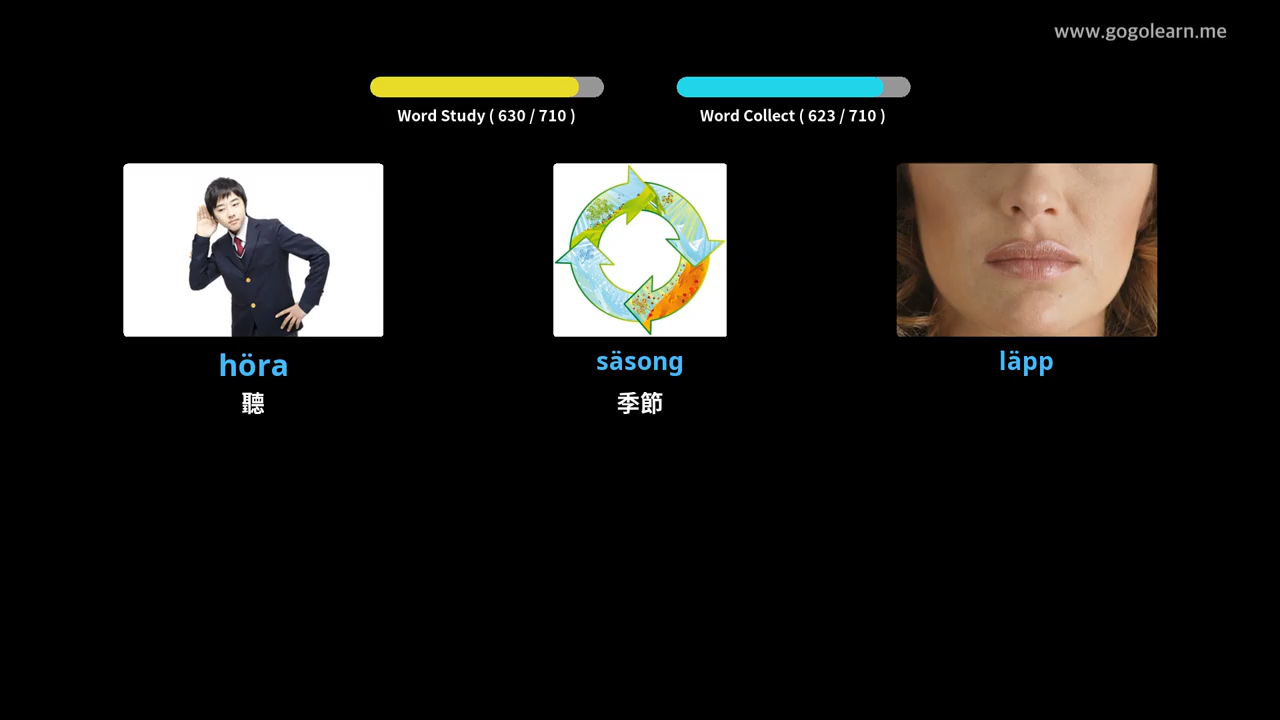 www.gogolearn.me
Word Study ( 630 / 710 )
Word Collect ( 623 / 710 )
höra
säsong
läpp
聽
季節